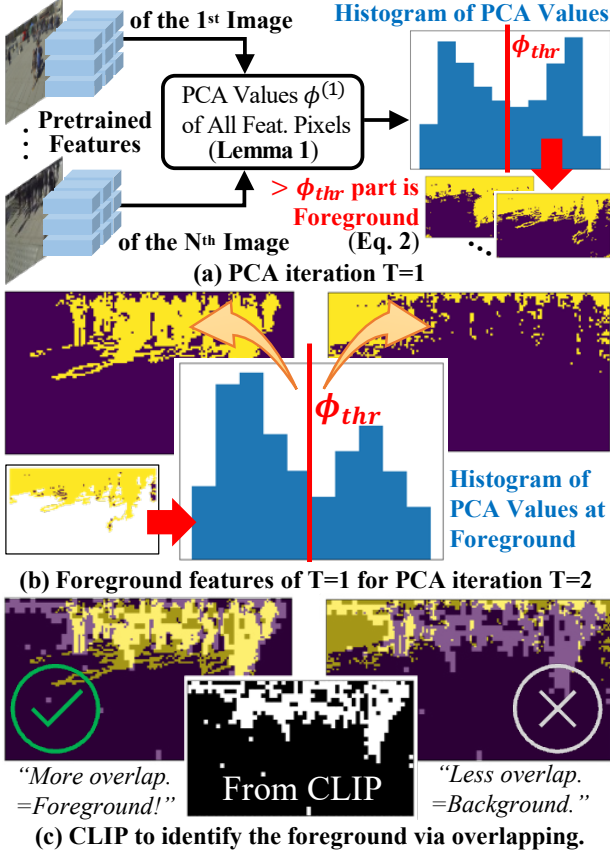 of the 1st Image
Histogram of PCA Values
ϕthr
Pretrained
Features
PCA Values ϕ(1)
of All Feat. Pixels
(Lemma 1)
> ϕthr part is
Foreground
(Eq. 2)
of the Nth Image
(a) PCA iteration T=1
ϕthr
Histogram of
PCA Values at
Foreground
(b) Foreground features of T=1 for PCA iteration T=2
“More overlap.
=Foreground!”
From CLIP
“Less overlap.
=Background.”
(c) CLIP to identify the foreground via overlapping.